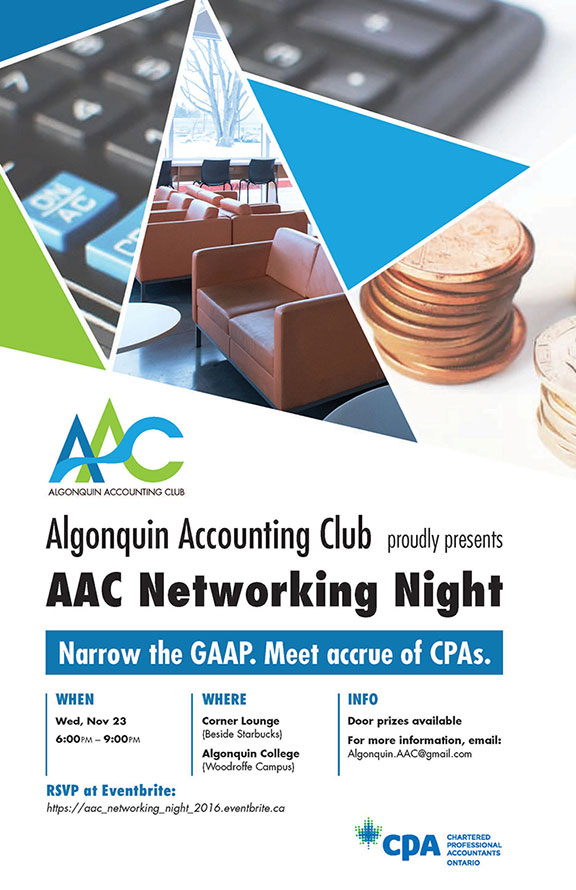 7
4
1
ON
AC
AAC
ALGONQUIN ACCOUNTING CLUB
Algonquin Accounting Club proudly presents
AAC Networking Night
Narrow the GAAP. Meet accrue of CPAs.
WHEN
Wed, Nov 23
6:00PM – 9:00PM
WHERE
Corner Lounge
(Beside Starbucks)
Algonquin College
(Woodroffe Campus)
INFO
Door prizes available
For more information, email:
Algonquin.AAC@gmail.com
RSVP at Eventbrite:
https://aac_networking_night_2016.eventbrite.ca
CPA
CHARTERED
PROFESSIONAL
ACCOUNTANTS
ONTARIO